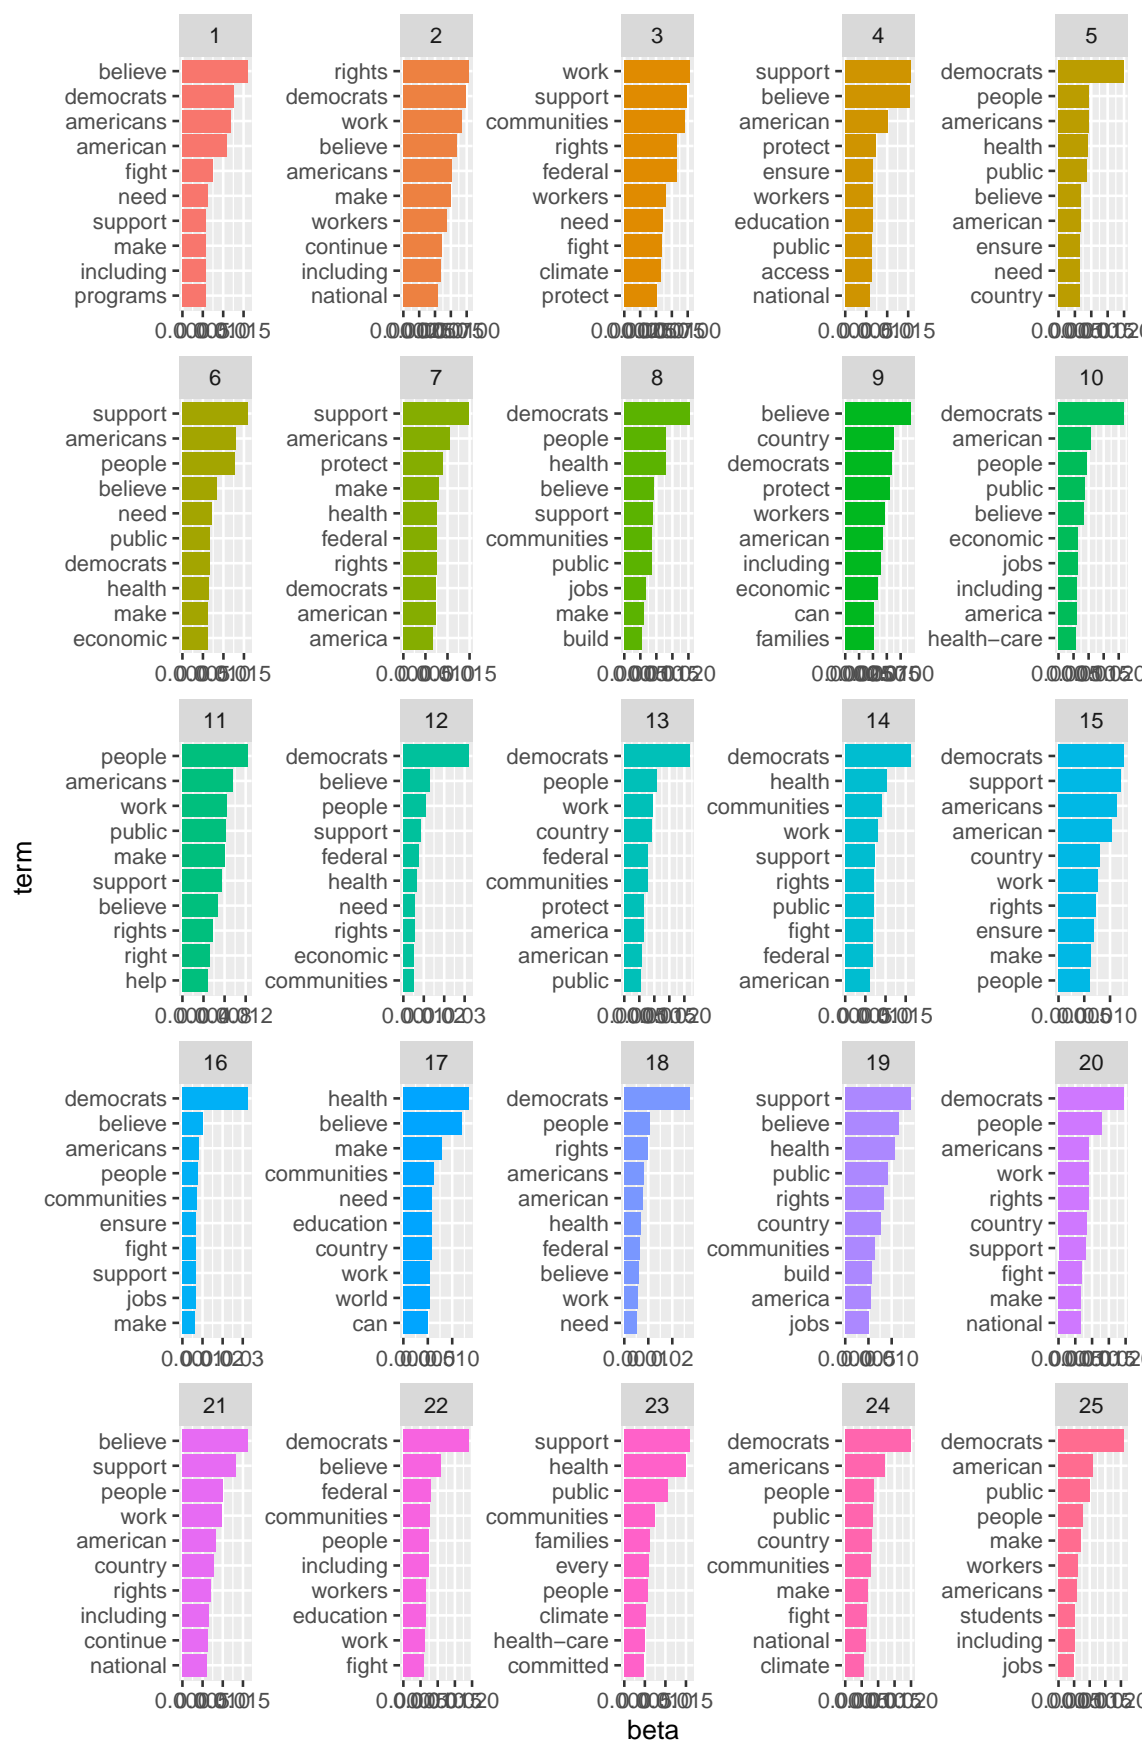 1
believe
democrats
americans
american
fight
need
support
make
including
programs
2
rights
democrats
work
believe
americans
make
workers
continue
including
national
3
work
support
communities
rights
federal
workers
need
fight
climate
protect
4
support
believe
american
protect
ensure
workers
education
public
access
national
5
democrats
people
americans
health
public
believe
american
ensure
need
country
6
support
americans
people
believe
need
public
democrats
health
make
economic
7
support
americans
protect
make
health
federal
rights
democrats
american
america
8
democrats
people
health
believe
support
communities
public
jobs
make
build
9
believe
country
democrats
protect
workers
american
including
economic
can
families
10
democrats
american
people
public
believe
economic
jobs
including
america
health−care
11
people
americans
work
public
make
support
believe
rights
right
help
12
democrats
believe
people
support
federal
health
need
rights
economic
communities
13
democrats
people
work
country
federal
communities
protect
america
american
public
14
democrats
health
communities
work
support
rights
public
fight
federal
american
15
democrats
support
americans
american
country
work
rights
ensure
make
people
16
democrats
believe
americans
people
communities
ensure
fight
support
jobs
make
17
health
believe
make
communities
need
education
country
work
world
can
18
democrats
people
rights
americans
american
health
federal
believe
work
need
19
support
believe
health
public
rights
country
communities
build
america
jobs
20
democrats
people
americans
work
rights
country
support
fight
make
national
21
believe
support
people
work
american
country
rights
including
continue
national
22
democrats
believe
federal
communities
people
including
workers
education
work
fight
23
support
health
public
communities
families
every
people
climate
health−care
committed
24
democrats
americans
people
public
country
communities
make
fight
national
climate
25
democrats
american
public
people
make
workers
americans
students
including
jobs
term
beta